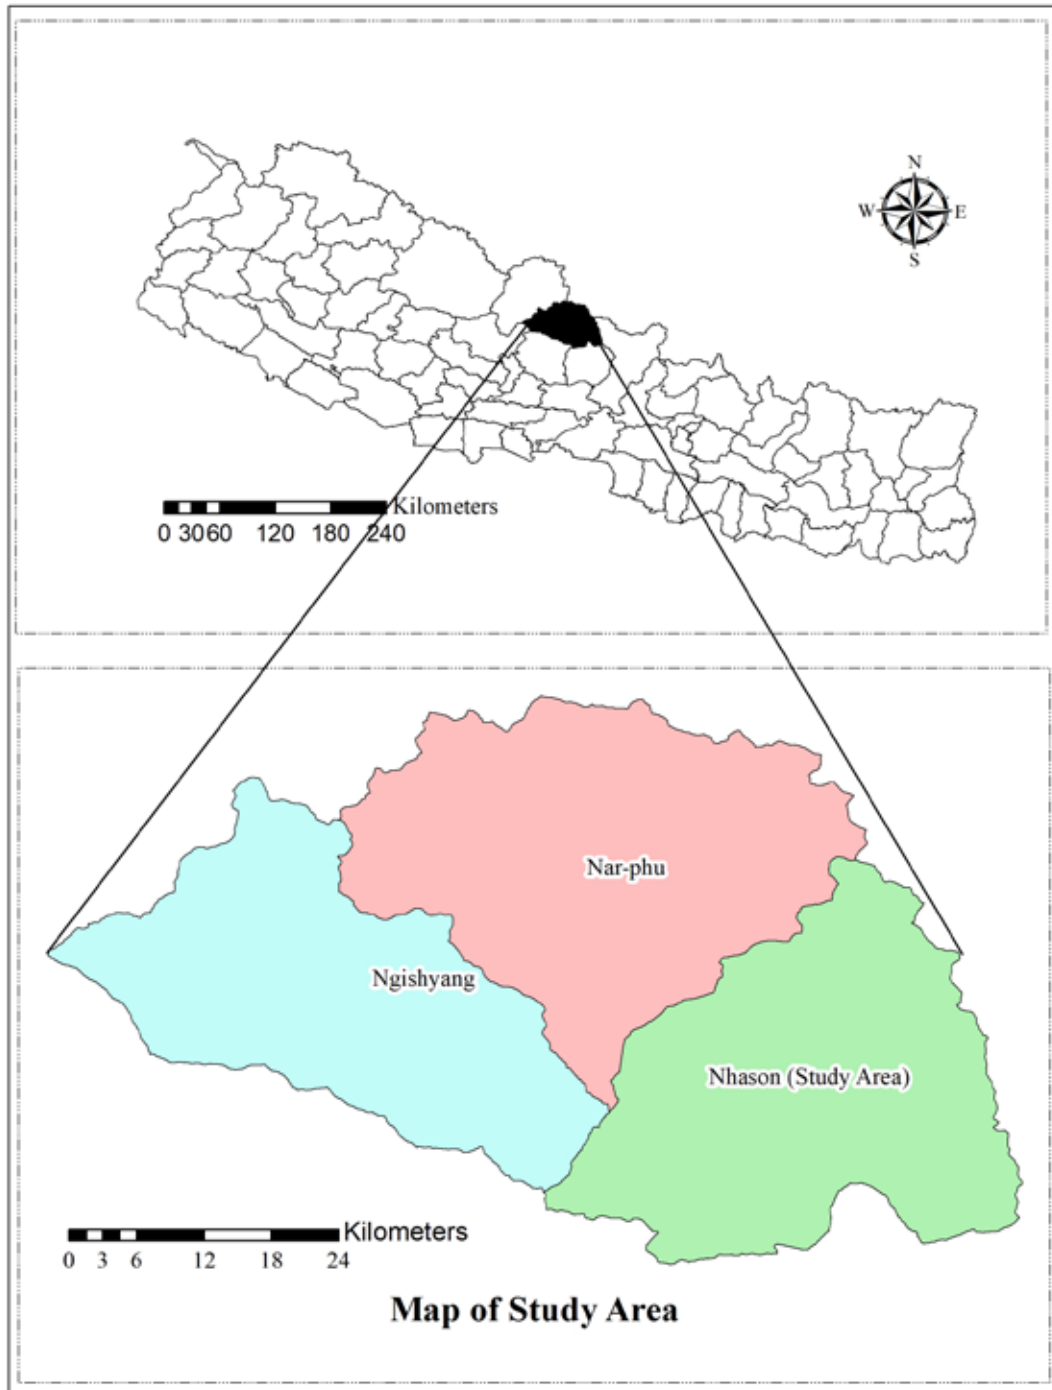 N
W E
S
Kilometers
0 3060 120 180 240
Nar-phu
Ngishyang
Nhason (Study Area)
Kilometers
0 3 6 12 18 24
Map of Study Area